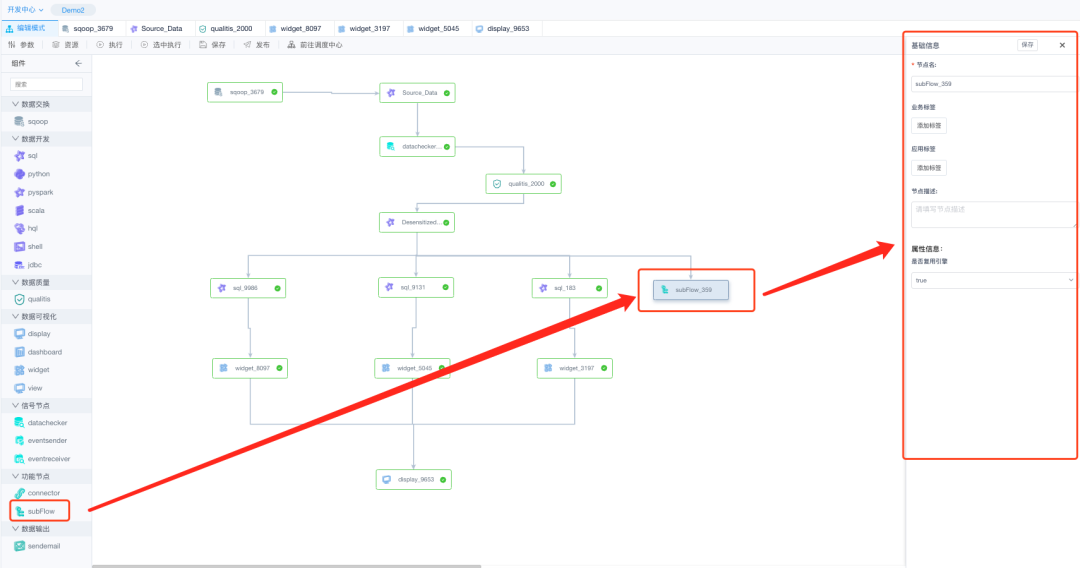 开发中心
Demo2
编辑模式
sqoop_3679
Source_Data
qualitis_2000
widget_8097
widget_3197
widget_5045
display_9653
参数
资源
执行
选中执行
保存
发布
前往调度中心
组件
搜索
数据交换
sqoop
数据开发
sql
python
pyspark
scala
hql
shell
jdbc
数据质量
qualitis
数据可视化
display
dashboard
widget
view
信号节点
datachecker
eventsender
eventreceiver
功能节点
connector
subFlow
数据输出
sendemail
sqoop_3679
Source_Data
datachecker...
qualitis_2000
Desensitized...
sql_9986
sql_9131
sql_183
subFlow_359
widget_8097
widget_5045
widget_3197
display_9653
基础信息
保存
* 节点名:
subFlow_359
业务标签
添加标签
应用标签
添加标签
节点描述:
请填写节点描述
属性信息:
是否复用引擎
true